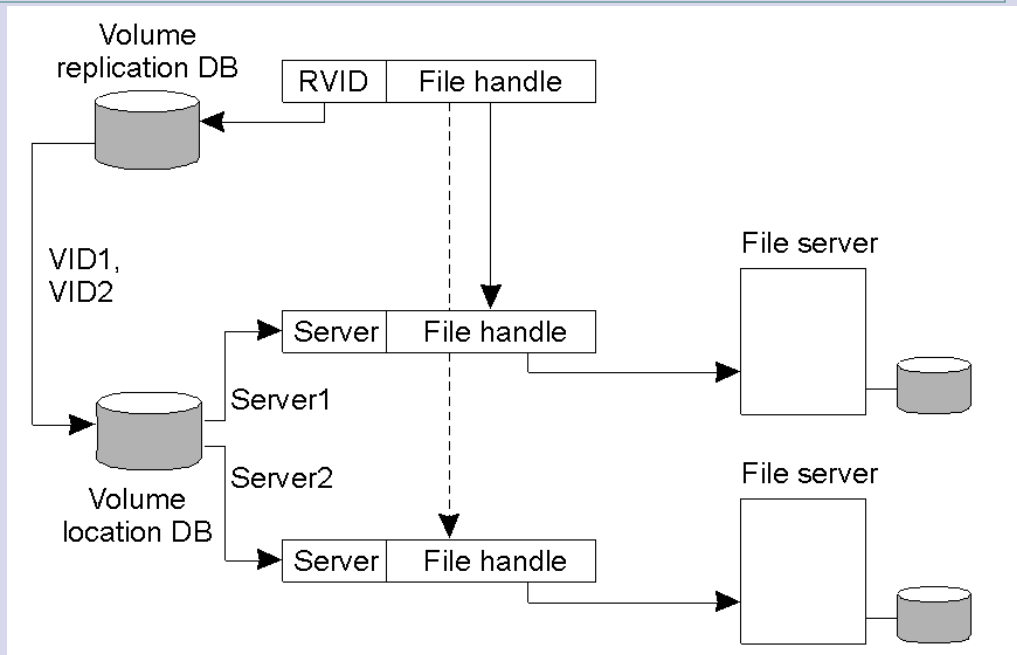 Volume
replication DB
RVID
File handle
VID1,
VID2
File server
Server
File handle
Server1
Server2
File server
Volume
location DB
Server
File handle